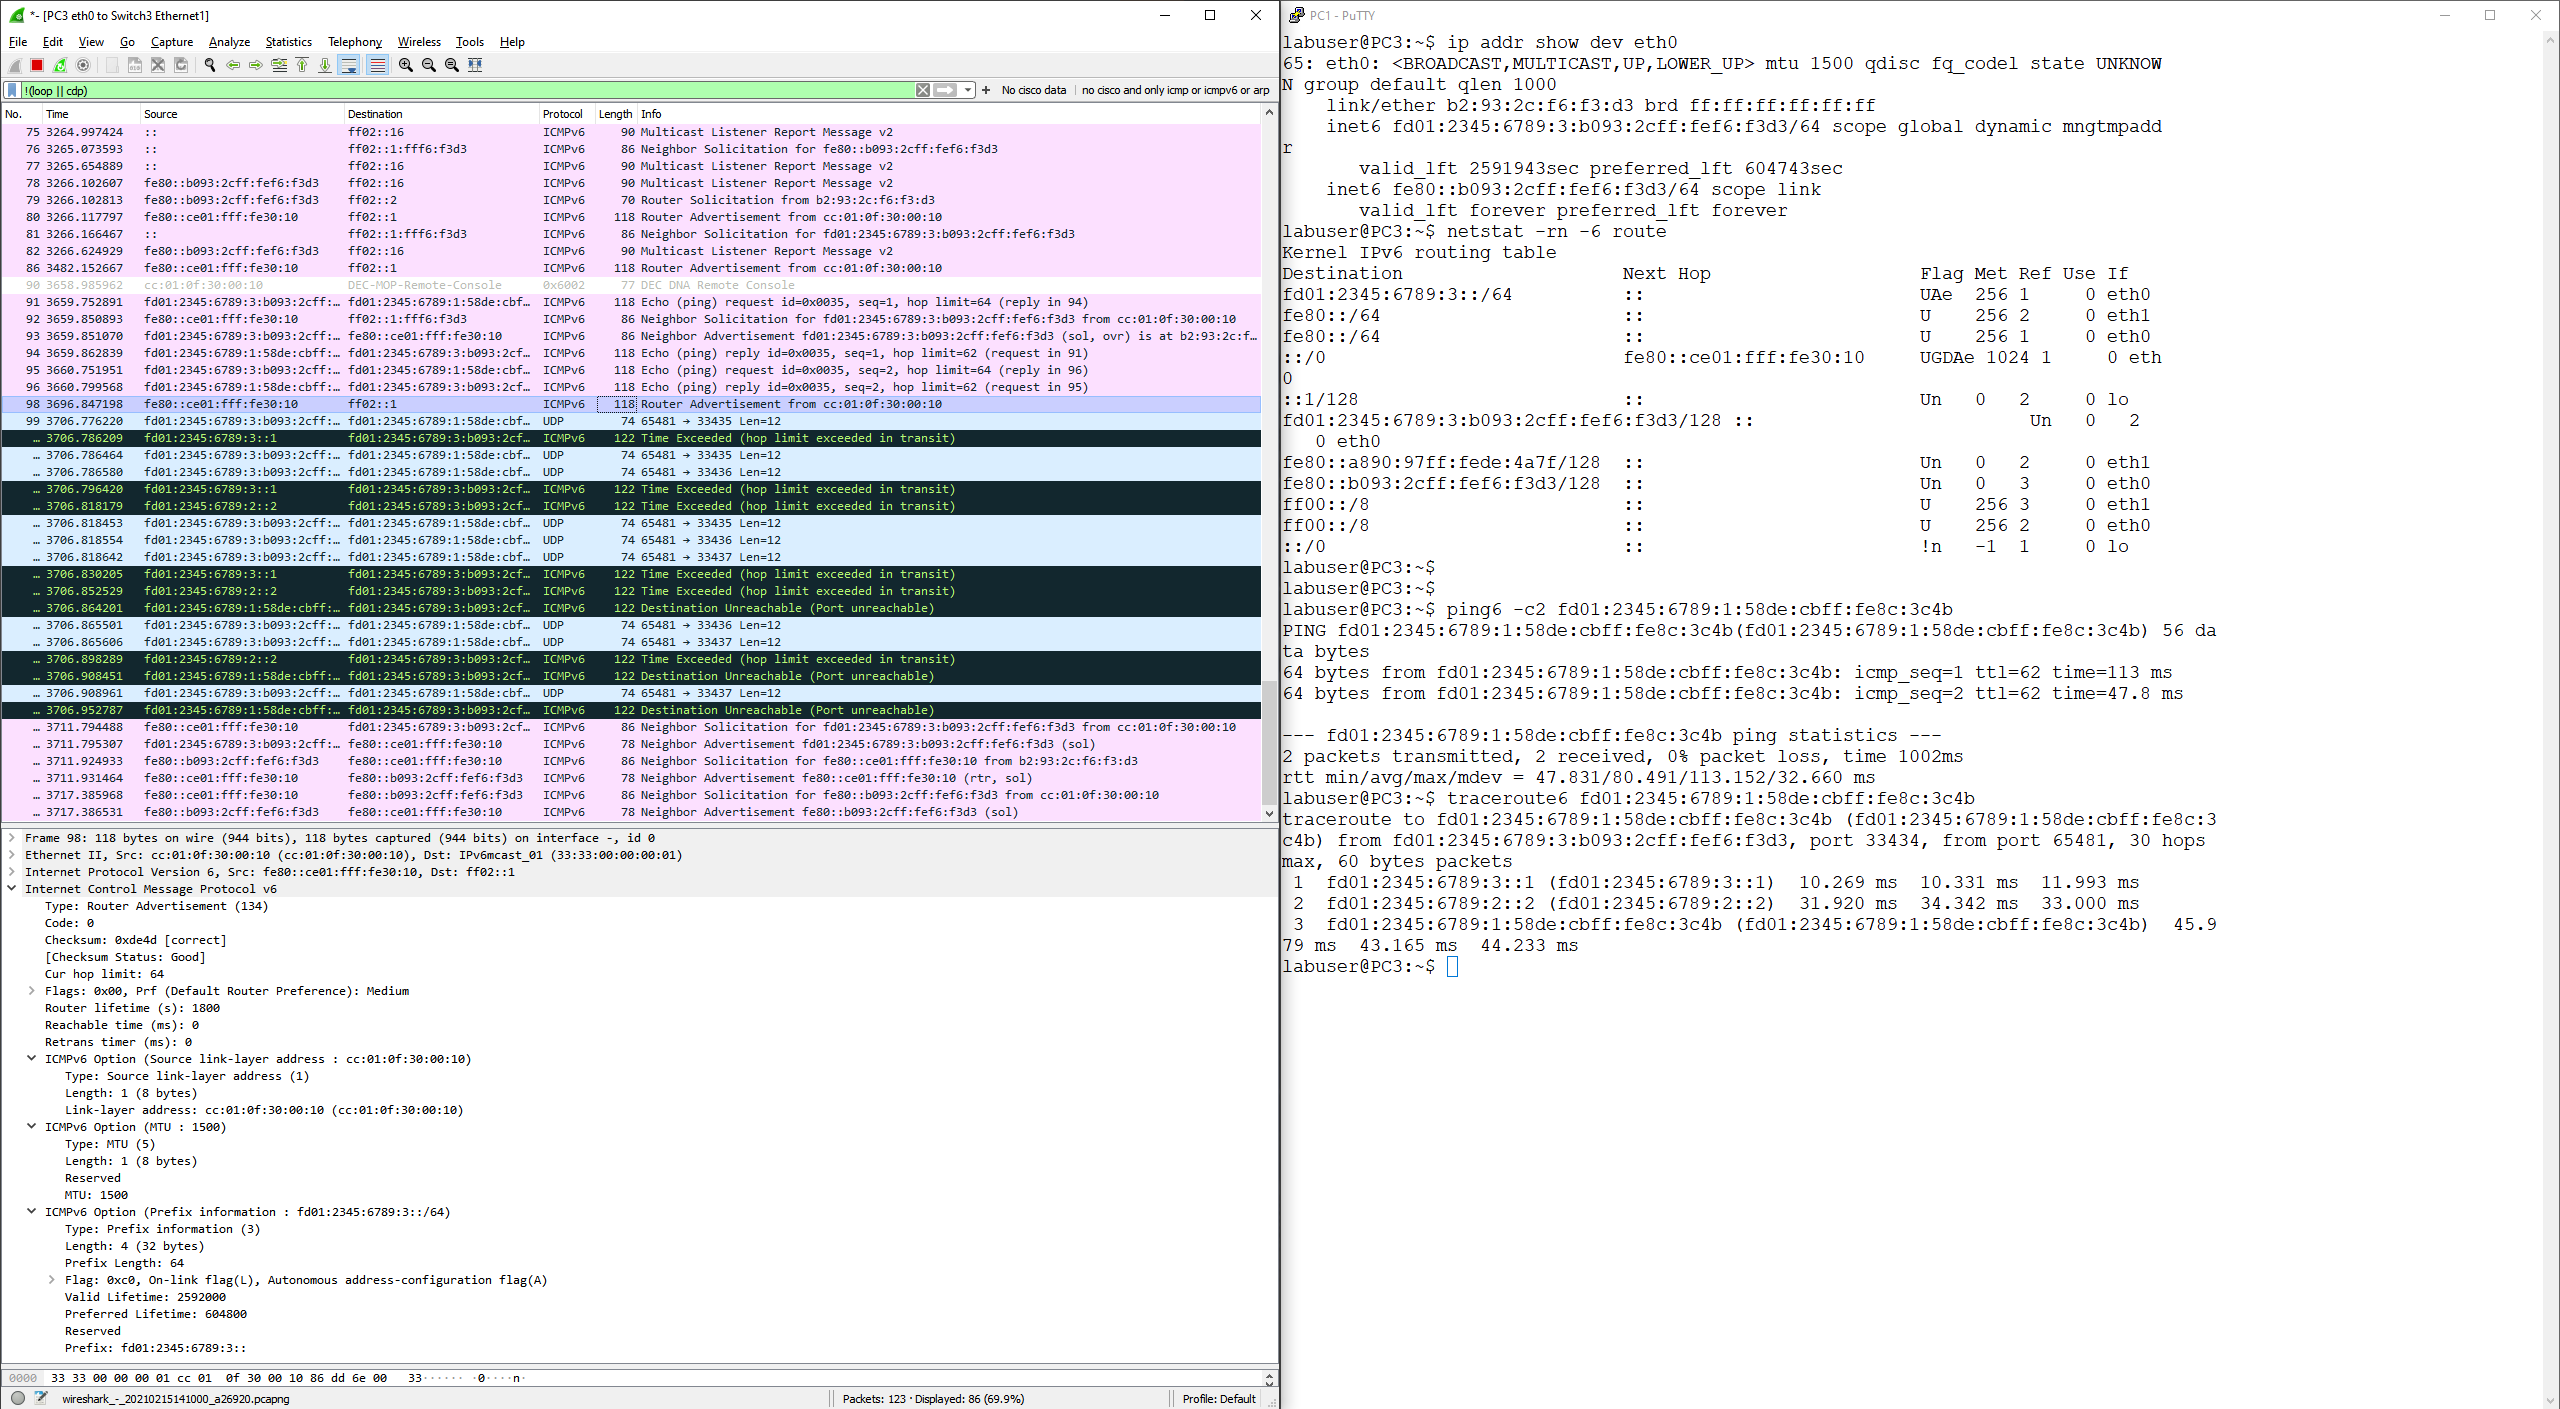 *- [PC3 eth0 to Switch3 Ethernet1]
File Edit View Go Capture Analyze Statistics Telephony Wireless Tools Help
!(loop || cdp)
No cisco data
no cisco and only icmp or icmpv6 or arp
No. Time Source Destination Protocol Length Info
75 3264.997424 :: ff02::16 ICMPv6 90 Multicast Listener Report Message v2
76 3265.073593 :: ff02::1:fff6:f3d3 ICMPv6 86 Neighbor Solicitation for fe80::b093:2cff:fef6:f3d3
77 3265.654889 :: ff02::16 ICMPv6 90 Multicast Listener Report Message v2
78 3266.102607 fe80::b093:2cff:fef6:f3d3 ff02::16 ICMPv6 90 Multicast Listener Report Message v2
79 3266.102813 fe80::b093:2cff:fef6:f3d3 ff02::2 ICMPv6 70 Router Solicitation from b2:93:2c:f6:f3:d3
80 3266.117797 fe80::ce01:fff:fe30:10 ff02::1 ICMPv6 118 Router Advertisement from cc:01:0f:30:00:10
81 3266.166467 :: ff02::1:fff6:f3d3 ICMPv6 86 Neighbor Solicitation for fd01:2345:6789:3:b093:2cff:fef6:f3d3
82 3266.624929 fe80::b093:2cff:fef6:f3d3 ff02::16 ICMPv6 90 Multicast Listener Report Message v2
86 3482.152667 fe80::ce01:fff:fe30:10 ff02::1 ICMPv6 118 Router Advertisement from cc:01:0f:30:00:10
90 3658.985962 cc:01:0f:30:00:10 DEC-MOP-Remote-Console 0x6002 77 DEC DNA Remote Console
91 3659.752891 fd01:2345:6789:3:b093:2cff:… fd01:2345:6789:1:58de:cbf… ICMPv6 118 Echo (ping) request id=0x0035, seq=1, hop limit=64 (reply in 94)
92 3659.850893 fe80::ce01:fff:fe30:10 ff02::1:fff6:f3d3 ICMPv6 86 Neighbor Solicitation for fd01:2345:6789:3:b093:2cff:fef6:f3d3 from cc:01:0f:30:00:10
93 3659.851070 fd01:2345:6789:3:b093:2cff:… fe80::ce01:fff:fe30:10 ICMPv6 86 Neighbor Advertisement fd01:2345:6789:3:b093:2cff:fef6:f3d3 (sol, ovr) is at b2:93:2c:f…
94 3659.862839 fd01:2345:6789:1:58de:cbff:… fd01:2345:6789:3:b093:2cf… ICMPv6 118 Echo (ping) reply id=0x0035, seq=1, hop limit=62 (request in 91)
95 3660.751951 fd01:2345:6789:3:b093:2cff:… fd01:2345:6789:1:58de:cbf… ICMPv6 118 Echo (ping) request id=0x0035, seq=2, hop limit=64 (reply in 96)
96 3660.799568 fd01:2345:6789:1:58de:cbff:… fd01:2345:6789:3:b093:2cf… ICMPv6 118 Echo (ping) reply id=0x0035, seq=2, hop limit=62 (request in 95)
98 3696.847198 fe80::ce01:fff:fe30:10 ff02::1 ICMPv6 118 Router Advertisement from cc:01:0f:30:00:10
99 3706.776220 fd01:2345:6789:3:b093:2cff:… fd01:2345:6789:1:58de:cbf… UDP 74 65481 → 33435 Len=12
… 3706.786209 fd01:2345:6789:3::1 fd01:2345:6789:3:b093:2cf… ICMPv6 122 Time Exceeded (hop limit exceeded in transit)
… 3706.786464 fd01:2345:6789:3:b093:2cff:… fd01:2345:6789:1:58de:cbf… UDP 74 65481 → 33435 Len=12
… 3706.786580 fd01:2345:6789:3:b093:2cff:… fd01:2345:6789:1:58de:cbf… UDP 74 65481 → 33436 Len=12
… 3706.796420 fd01:2345:6789:3::1 fd01:2345:6789:3:b093:2cf… ICMPv6 122 Time Exceeded (hop limit exceeded in transit)
… 3706.818179 fd01:2345:6789:2::2 fd01:2345:6789:3:b093:2cf… ICMPv6 122 Time Exceeded (hop limit exceeded in transit)
… 3706.818453 fd01:2345:6789:3:b093:2cff:… fd01:2345:6789:1:58de:cbf… UDP 74 65481 → 33435 Len=12
… 3706.818554 fd01:2345:6789:3:b093:2cff:… fd01:2345:6789:1:58de:cbf… UDP 74 65481 → 33436 Len=12
… 3706.818642 fd01:2345:6789:3:b093:2cff:… fd01:2345:6789:1:58de:cbf… UDP 74 65481 → 33437 Len=12
… 3706.830205 fd01:2345:6789:3::1 fd01:2345:6789:3:b093:2cf… ICMPv6 122 Time Exceeded (hop limit exceeded in transit)
… 3706.852529 fd01:2345:6789:2::2 fd01:2345:6789:3:b093:2cf… ICMPv6 122 Time Exceeded (hop limit exceeded in transit)
… 3706.864201 fd01:2345:6789:1:58de:cbff:… fd01:2345:6789:3:b093:2cf… ICMPv6 122 Destination Unreachable (Port unreachable)
… 3706.865501 fd01:2345:6789:3:b093:2cff:… fd01:2345:6789:1:58de:cbf… UDP 74 65481 → 33436 Len=12
… 3706.865606 fd01:2345:6789:3:b093:2cff:… fd01:2345:6789:1:58de:cbf… UDP 74 65481 → 33437 Len=12
… 3706.898289 fd01:2345:6789:2::2 fd01:2345:6789:3:b093:2cf… ICMPv6 122 Time Exceeded (hop limit exceeded in transit)
… 3706.908451 fd01:2345:6789:1:58de:cbff:… fd01:2345:6789:3:b093:2cf… ICMPv6 122 Destination Unreachable (Port unreachable)
… 3706.908961 fd01:2345:6789:3:b093:2cff:… fd01:2345:6789:1:58de:cbf… UDP 74 65481 → 33437 Len=12
… 3706.952787 fd01:2345:6789:1:58de:cbff:… fd01:2345:6789:3:b093:2cf… ICMPv6 122 Destination Unreachable (Port unreachable)
… 3711.794488 fe80::ce01:fff:fe30:10 fd01:2345:6789:3:b093:2cf… ICMPv6 86 Neighbor Solicitation for fd01:2345:6789:3:b093:2cff:fef6:f3d3 from cc:01:0f:30:00:10
… 3711.795307 fd01:2345:6789:3:b093:2cff:… fe80::ce01:fff:fe30:10 ICMPv6 78 Neighbor Advertisement fd01:2345:6789:3:b093:2cff:fef6:f3d3 (sol)
… 3711.924933 fe80::b093:2cff:fef6:f3d3 fe80::ce01:fff:fe30:10 ICMPv6 86 Neighbor Solicitation for fe80::ce01:fff:fe30:10 from b2:93:2c:f6:f3:d3
… 3711.931464 fe80::ce01:fff:fe30:10 fe80::b093:2cff:fef6:f3d3 ICMPv6 78 Neighbor Advertisement fe80::ce01:fff:fe30:10 (rtr, sol)
… 3717.385968 fe80::ce01:fff:fe30:10 fe80::b093:2cff:fef6:f3d3 ICMPv6 86 Neighbor Solicitation for fe80::b093:2cff:fef6:f3d3 from cc:01:0f:30:00:10
… 3717.386531 fe80::b093:2cff:fef6:f3d3 fe80::ce01:fff:fe30:10 ICMPv6 78 Neighbor Advertisement fe80::b093:2cff:fef6:f3d3 (sol)
Frame 98: 118 bytes on wire (944 bits), 118 bytes captured (944 bits) on interface -, id 0
Ethernet II, Src: cc:01:0f:30:00:10 (cc:01:0f:30:00:10), Dst: IPv6mcast_01 (33:33:00:00:00:01)
Internet Protocol Version 6, Src: fe80::ce01:fff:fe30:10, Dst: ff02::1
Internet Control Message Protocol v6
Type: Router Advertisement (134)
Code: 0
Checksum: 0xde4d [correct]
[Checksum Status: Good]
Cur hop limit: 64
Flags: 0x00, Prf (Default Router Preference): Medium
Router lifetime (s): 1800
Reachable time (ms): 0
Retrans timer (ms): 0
ICMPv6 Option (Source link-layer address : cc:01:0f:30:00:10)
Type: Source link-layer address (1)
Length: 1 (8 bytes)
Link-layer address: cc:01:0f:30:00:10 (cc:01:0f:30:00:10)
ICMPv6 Option (MTU : 1500)
Type: MTU (5)
Length: 1 (8 bytes)
Reserved
MTU: 1500
ICMPv6 Option (Prefix information : fd01:2345:6789:3::/64)
Type: Prefix information (3)
Length: 4 (32 bytes)
Prefix Length: 64
Flag: 0xc0, On-link flag(L), Autonomous address-configuration flag(A)
Valid Lifetime: 2592000
Preferred Lifetime: 604800
Reserved
Prefix: fd01:2345:6789:3::
0000 33 33 00 00 00 01 cc 01 0f 30 00 10 86 dd 6e 00 33······ ·0····n·
wireshark_-_20210215141000_a26920.pcapng
Packets: 123 · Displayed: 86 (69.9%)
Profile: Default
PC1 - PuTTY
labuser@PC3:~$ ip addr show dev eth0
65: eth0: <BROADCAST,MULTICAST,UP,LOWER_UP> mtu 1500 qdisc fq_codel state UNKNOW
N group default qlen 1000
link/ether b2:93:2c:f6:f3:d3 brd ff:ff:ff:ff:ff:ff
inet6 fd01:2345:6789:3:b093:2cff:fef6:f3d3/64 scope global dynamic mngtmpadd
r
valid_lft 2591943sec preferred_lft 604743sec
inet6 fe80::b093:2cff:fef6:f3d3/64 scope link
valid_lft forever preferred_lft forever
labuser@PC3:~$ netstat -rn -6 route
Kernel IPv6 routing table
Destination Next Hop Flag Met Ref Use If
fd01:2345:6789:3::/64 :: UAe 256 1 0 eth0
fe80::/64 :: U 256 2 0 eth1
fe80::/64 :: U 256 1 0 eth0
::/0 fe80::ce01:fff:fe30:10 UGDAe 1024 1 0 eth
0
::1/128 :: Un 0 2 0 lo
fd01:2345:6789:3:b093:2cff:fef6:f3d3/128 :: Un 0 2
0 eth0
fe80::a890:97ff:fede:4a7f/128 :: Un 0 2 0 eth1
fe80::b093:2cff:fef6:f3d3/128 :: Un 0 3 0 eth0
ff00::/8 :: U 256 3 0 eth1
ff00::/8 :: U 256 2 0 eth0
::/0 :: !n -1 1 0 lo
labuser@PC3:~$
labuser@PC3:~$
labuser@PC3:~$ ping6 -c2 fd01:2345:6789:1:58de:cbff:fe8c:3c4b
PING fd01:2345:6789:1:58de:cbff:fe8c:3c4b(fd01:2345:6789:1:58de:cbff:fe8c:3c4b) 56 da
ta bytes
64 bytes from fd01:2345:6789:1:58de:cbff:fe8c:3c4b: icmp_seq=1 ttl=62 time=113 ms
64 bytes from fd01:2345:6789:1:58de:cbff:fe8c:3c4b: icmp_seq=2 ttl=62 time=47.8 ms
--- fd01:2345:6789:1:58de:cbff:fe8c:3c4b ping statistics ---
2 packets transmitted, 2 received, 0% packet loss, time 1002ms
rtt min/avg/max/mdev = 47.831/80.491/113.152/32.660 ms
labuser@PC3:~$ traceroute6 fd01:2345:6789:1:58de:cbff:fe8c:3c4b
traceroute to fd01:2345:6789:1:58de:cbff:fe8c:3c4b (fd01:2345:6789:1:58de:cbff:fe8c:3
c4b) from fd01:2345:6789:3:b093:2cff:fef6:f3d3, port 33434, from port 65481, 30 hops
max, 60 bytes packets
1 fd01:2345:6789:3::1 (fd01:2345:6789:3::1) 10.269 ms 10.331 ms 11.993 ms
2 fd01:2345:6789:2::2 (fd01:2345:6789:2::2) 31.920 ms 34.342 ms 33.000 ms
3 fd01:2345:6789:1:58de:cbff:fe8c:3c4b (fd01:2345:6789:1:58de:cbff:fe8c:3c4b) 45.9
79 ms 43.165 ms 44.233 ms
labuser@PC3:~$